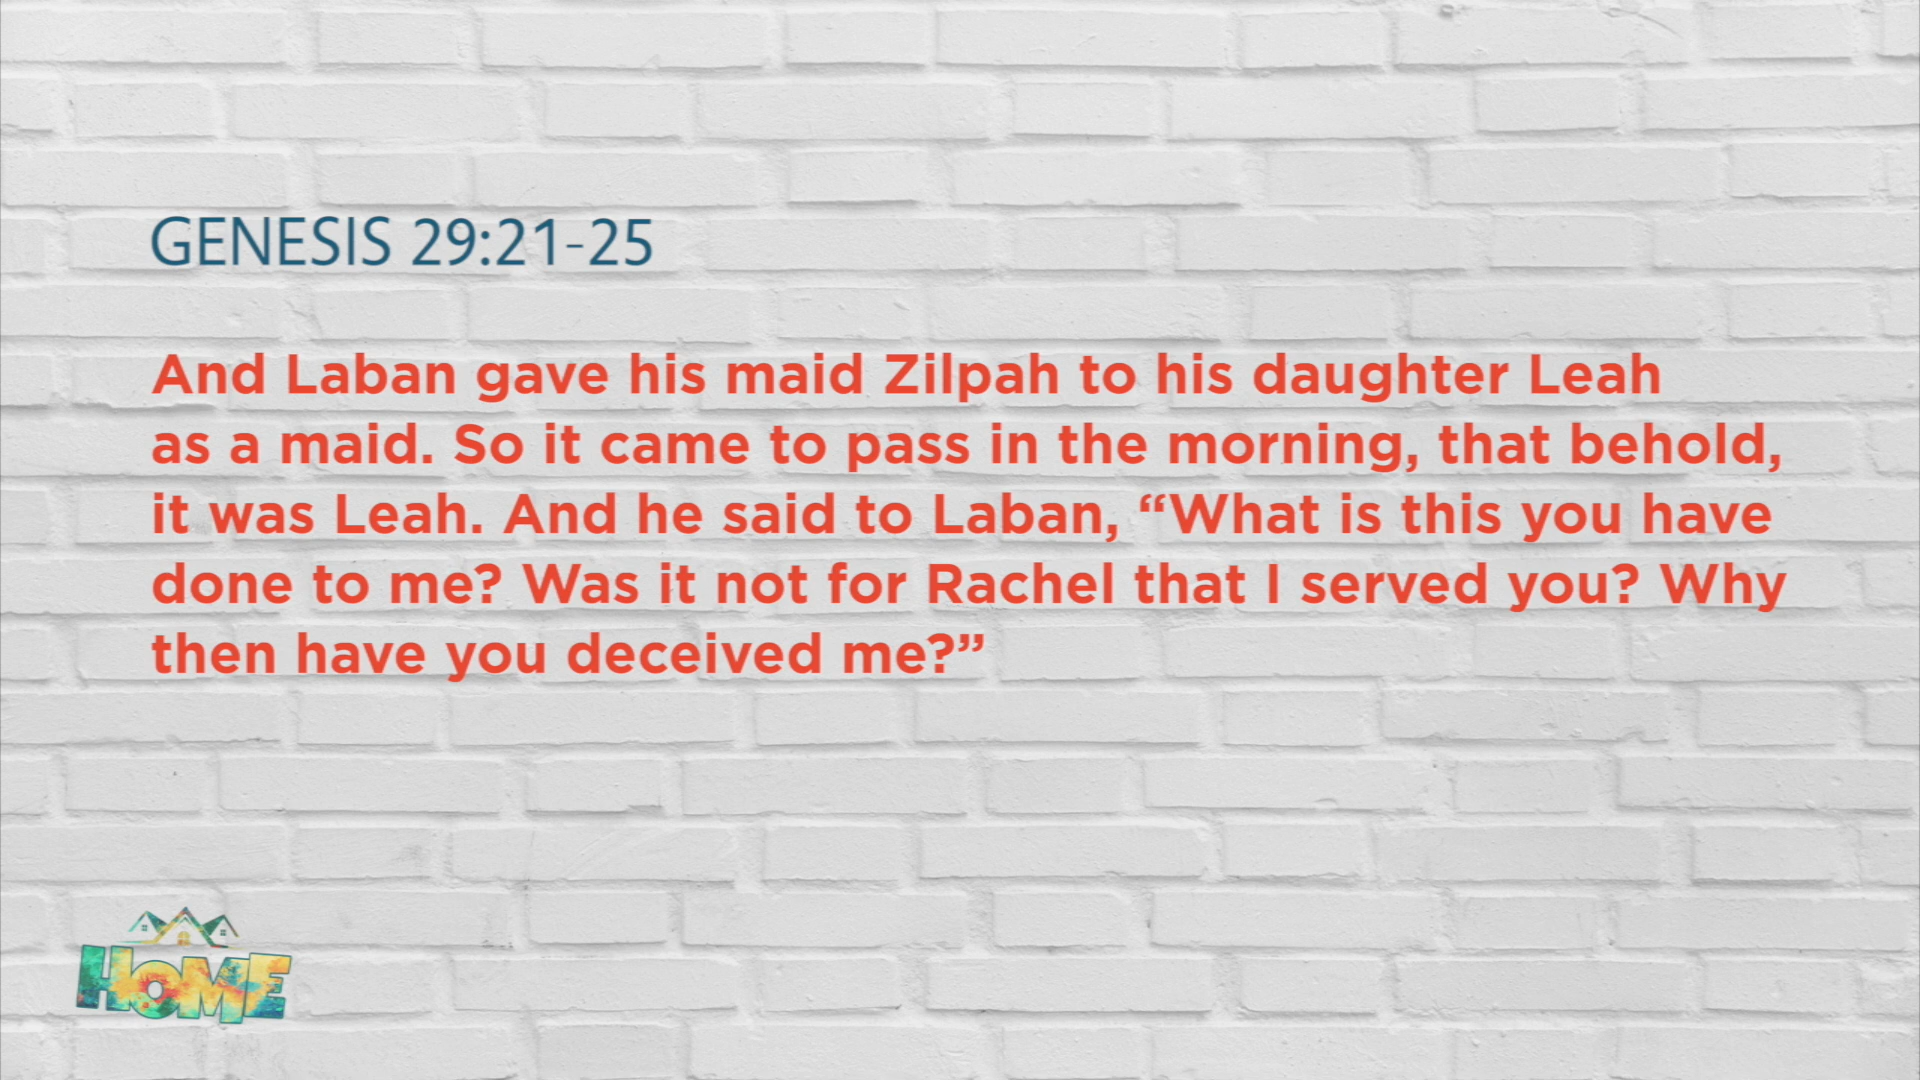 GENESIS 29:21-25
And Laban gave his maid Zilpah to his daughter Leah
as a maid. So it came to pass in the morning, that behold,
it was Leah. And he said to Laban, “What is this you have
done to me? Was it not for Rachel that I served you? Why
then have you deceived me?”
HOME